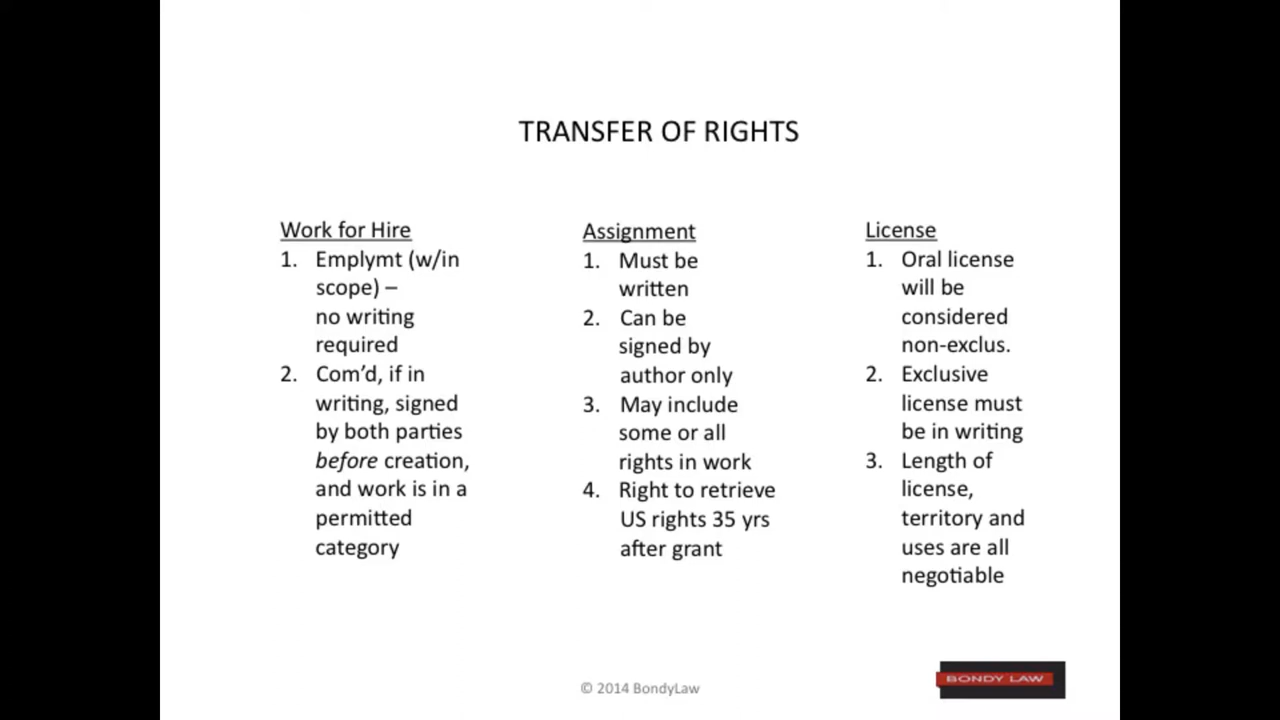 TRANSFER OF RIGHTS
Work for Hire
1. Emplymt (w/in
scope) –
no writing
required
2. Com'd, if in
writing, signed
by both parties
before creation,
and work is in a
permitted
category
Assignment
1. Must be
written
2. Can be
signed by
author only
3. May include
some or all
rights in work
4. Right to retrieve
US rights 35 yrs
after grant
License
1. Oral license
will be
considered
non-exclus.
2. Exclusive
license must
be in writing
3. Length of
license,
territory and
uses are all
negotiable
© 2014 BondyLaw
BONDY LAW